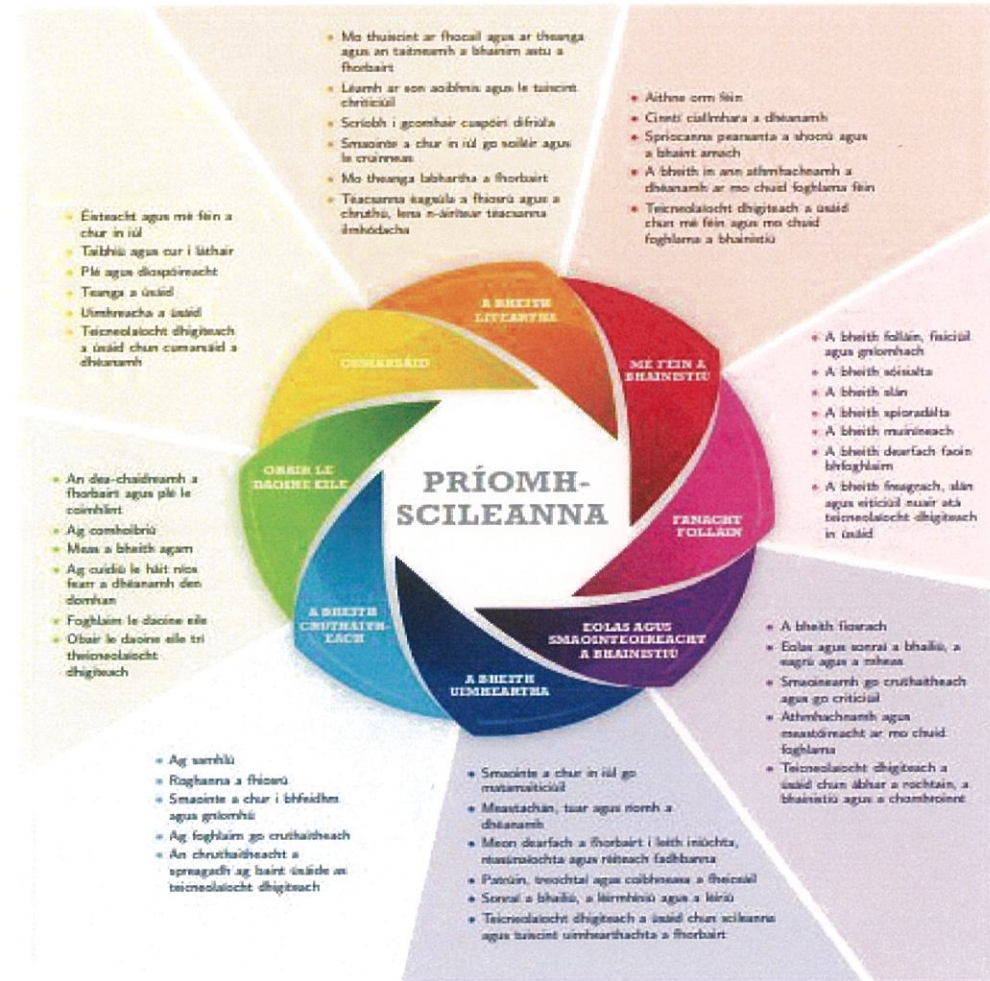 • Mo thuiscint ar fhocail agus ar theanga
agus an taitneamh a bhainim astu a
fhorbairt
• Léamh ar son aoibhnis agus le tuiscint
chriticiúil
• Scríobh i gcomhair cuspóirí difriúla
• Smaointe a chur in iúl go soiléir agus
le cruinneas
• Mo theanga labhartha a fhorbairt
• Téacsanna éagsúla a fhiosrú agus a
chruthú, lena n-áirítear téacsanna
ilmhódacha
• Aithne orm féin
• Cinntí ciallmhara a dhéanamh
• Spriocanna pearsanta a shocrú agus
a bhaint amach
• A bheith in ann athmhachnamh a
dhéanamh ar mo chuid foghlama féin
• Teicneolaíocht dhigiteach a úsáid
chun mé féin agus mo chuid
foghlama a bhainistiú
• Éisteacht agus mé féin a
chur in iúl
• Taibhiú agus cur i láthair
• Plé agus díospóireacht
• Teanga a úsáid
• Uimhreacha a úsáid
• Teicneolaíocht dhigiteach
a úsáid chun cumarsáid a
dhéanamh
• A bheith folláin, fisiciúil
agus gníomhach
• A bheith sóisialta
• A bheith slán
• A bheith spioradálta
• A bheith muiníneach
• A bheith dearfach faoin
bhfoghlaim
• A bheith freagrach, slán
agus eiticiúil nuair atá
teicneolaíocht dhigiteach
in úsáid
• An dea-chaidreamh a
fhorbairt agus plé le
coimhlint
• Ag comhoibriú
• Meas a bheith agam
• Ag cuidiú le háit níos
fearr a dhéanamh den
domhan
• Foghlaim le daoine eile
• Obair le daoine eile trí
theicneolaíocht
dhigiteach
A BHEITH
LITEARTHA
CUMARSÁID
MÉ FÉIN A
BHAINISTIÚ
OBAIR LE
DAOINE EILE
PRÍOMH-
SCILEANNA
FANACHT
FOLLÁIN
A BHEITH
CRUTHAITH-
EACH
EOLAS AGUS
SMAOINTEOIREACHT
A BHAINISTIÚ
A BHEITH
UIMHEARTHA
• A bheith fiosrach
• Eolas agus sonraí a bhailiú, a
eagrú agus a mheas
• Smaoineamh go cruthaitheach
agus go criticiúil
• Athmhachnamh agus
meastóireacht ar mo chuid
foghlama
• Teicneolaíocht dhigiteach a
úsáid chun ábhar a rochtain, a
bhainistiú agus a chomhroinnt
• Ag samhlú
• Roghanna a fhiosrú
• Smaointe a chur i bhfeidhm
agus gníomhú
• Ag foghlaim go cruthaitheach
• An chruthaitheacht a
spreagadh ag baint úsáide as
teicneolaíocht dhigiteach
• Smaointe a chur in iúl go
matamaiticiúil
• Meastachán, tuar agus ríomh a
dhéanamh
• Meon dearfach a fhorbairt i leith iniúchta,
réasúnaíochta agus réiteach fadhbanna
• Patrúin, treochtaí agus coibhneasa a fheiceáil
• Sonraí a bhailiú, a léirmhíniú agus a léiriú
• Teicneolaíocht dhigiteach a úsáid chun scileanna
agus tuiscint uimhearthachta a fhorbairt